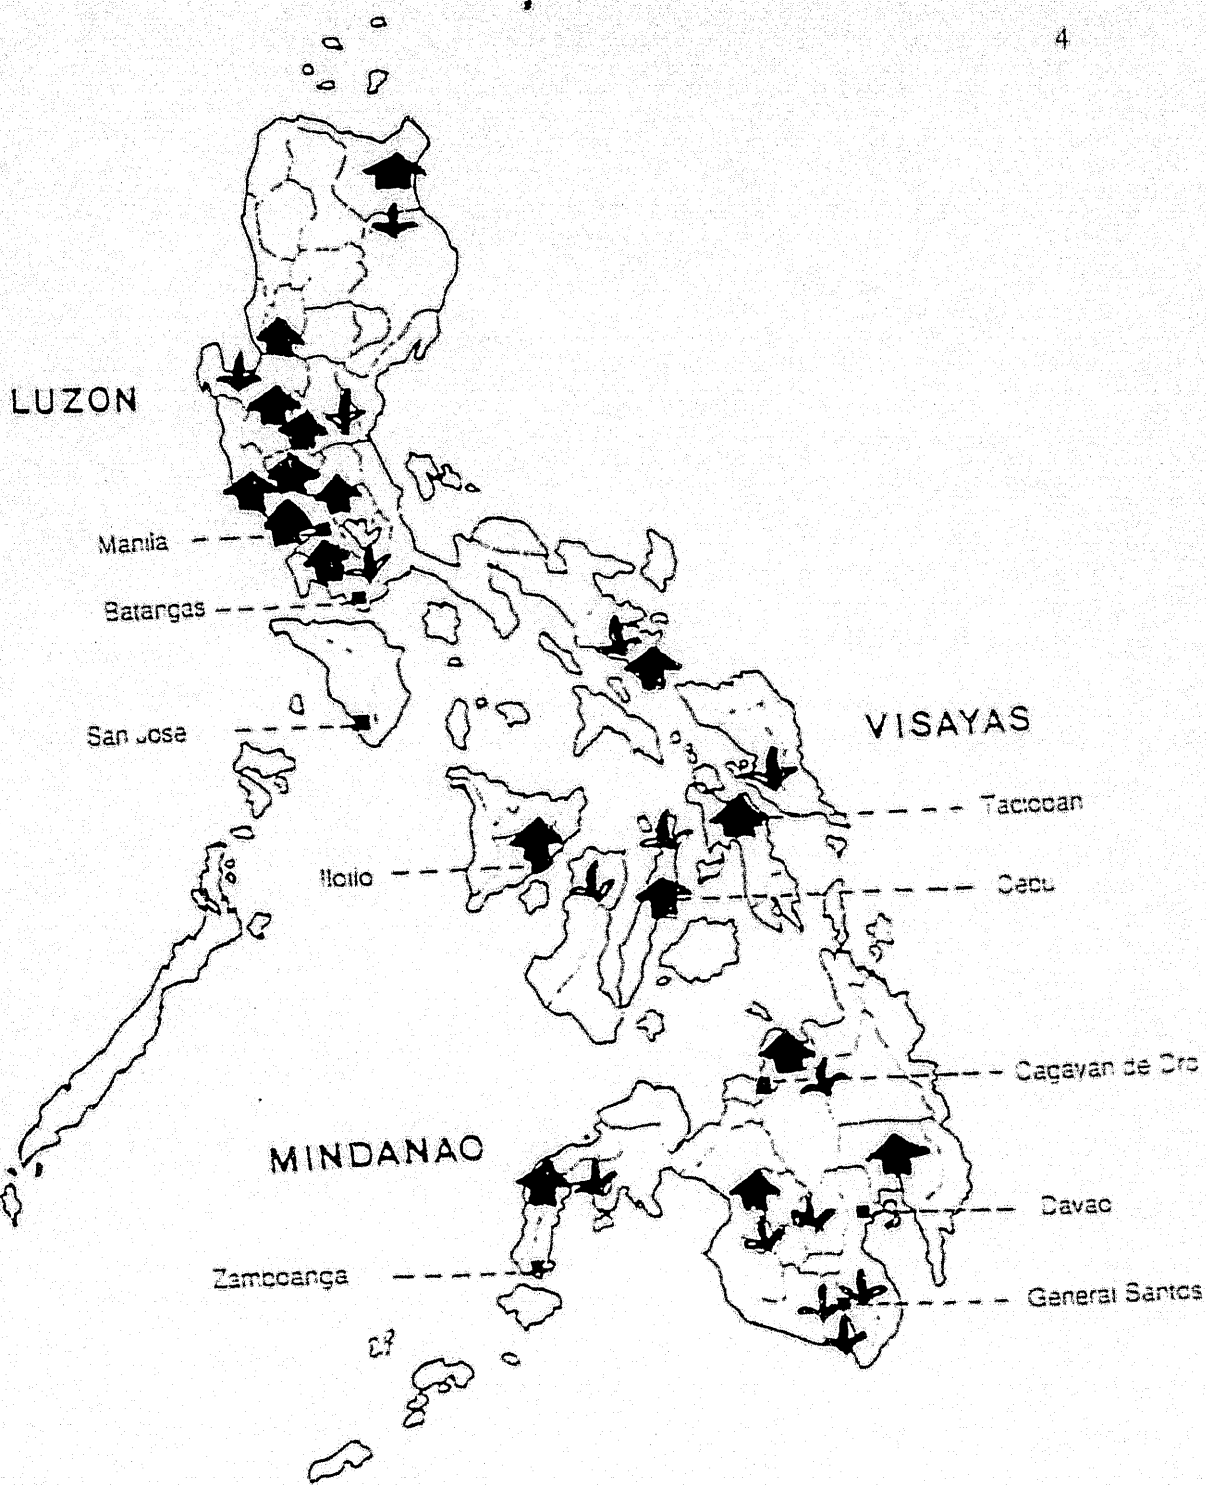 4
LUZON
Manila
Batangas
San Jose
VISAYAS
Tacloban
Iloilo
Cebu
Cagayan de Oro
MINDANAO
Davao
Zamboanga
General Santos